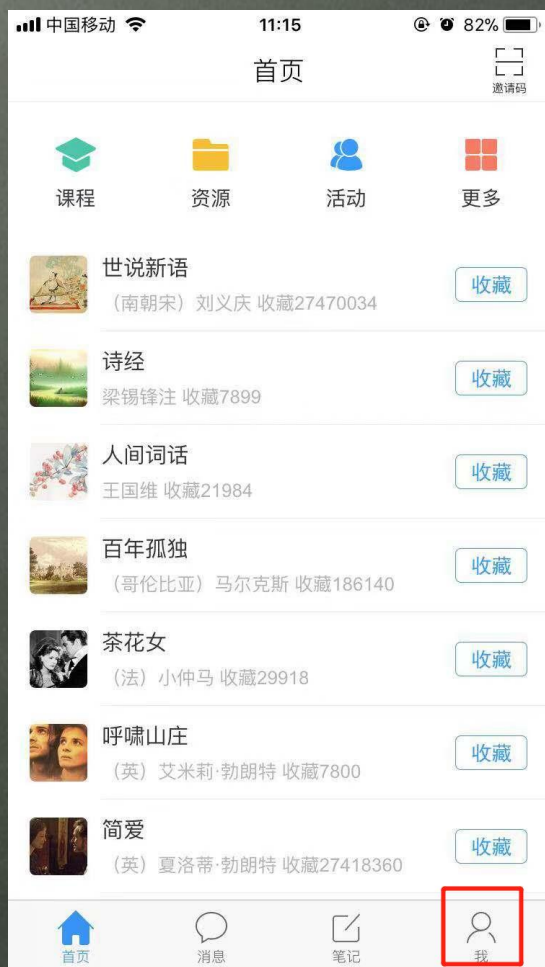 中国移动 11:15 82%
首页
邀请码
课程 资源 活动 更多
世说新语
收藏
（南朝宋）刘义庆 收藏27470034
诗经
收藏
梁锡锋注 收藏7899
人间词话
收藏
王国维 收藏21984
百年孤独
收藏
（哥伦比亚）马尔克斯 收藏186140
茶花女
收藏
（法）小仲马 收藏29918
呼啸山庄
收藏
（英）艾米莉·勃朗特 收藏7800
简爱
收藏
（英）夏洛蒂·勃朗特 收藏27418360
首页 消息 笔记 我